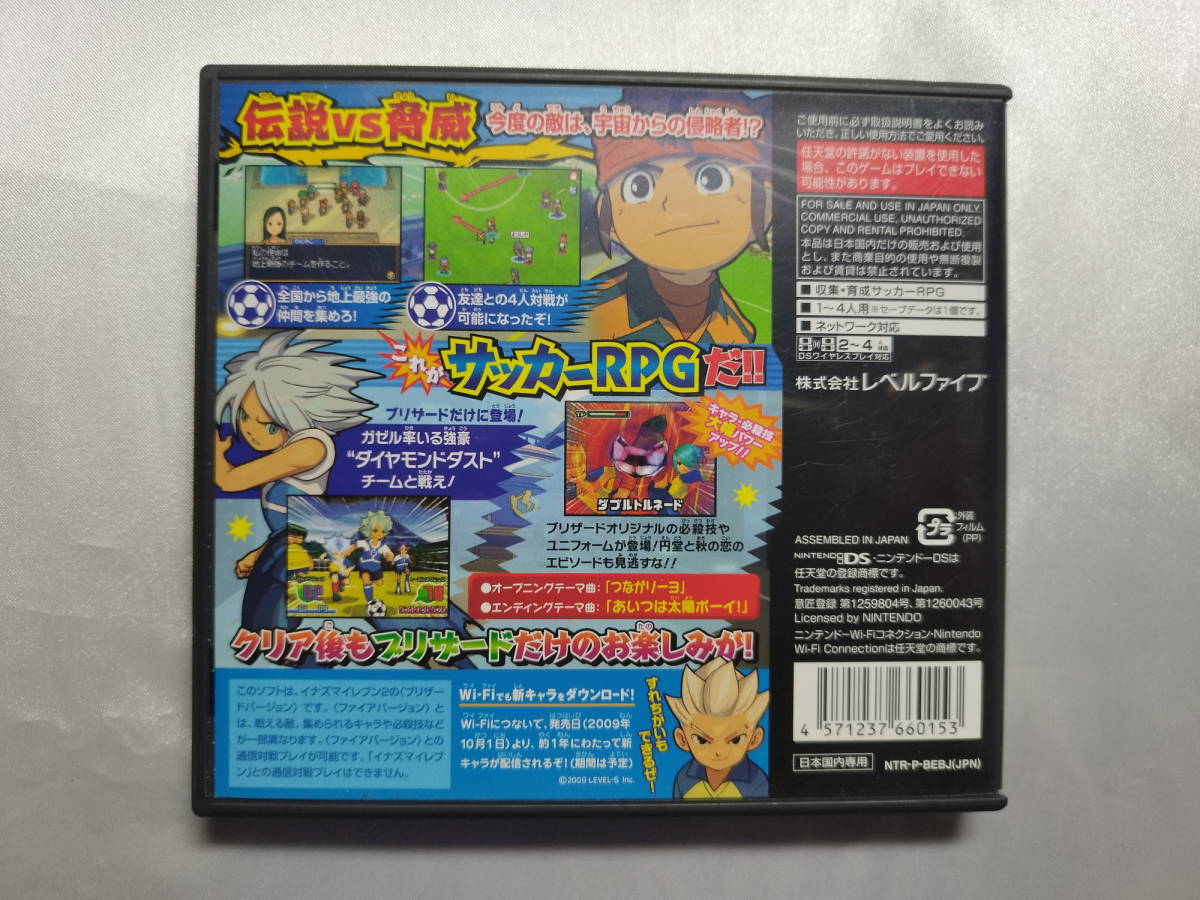 伝説vs脅威
今度の敵は、宇宙からの侵略者!?
私の使命は
地上最強のチームを作ること。
全国から地上最強の
仲間を集めろ!
友達との4人対戦が
可能になったぞ!
これが
サッカーRPGだ!!
ブリザードだけに登場!
ガゼル率いる強豪
“ダイヤモンドダスト”
チームと戦え!
キャラ・必殺技
大幅パワー
アップ!!
TP
ダブルトルネード
ブリザードオリジナルの必殺技や
ユニフォームが登場!円堂と秋の恋の
エピソードも見逃すな!!
●オープニングテーマ曲:「つながリーヨ」
●エンディングテーマ曲:「あいつは太陽ボーイ!」
クリア後もブリザードだけのお楽しみが!
このソフトは、イナズマイレブン2の〈ブリザー
ドバージョン〉です。〈ファイアバージョン〉と
は、戦える敵、集められるキャラや必殺技など
が一部異なります。〈ファイアバージョン〉との
通信対戦プレイが可能です。「イナズマイレブ
ン」との通信対戦プレイはできません。
Wi-Fiでも新キャラをダウンロード!
Wi-Fiにつないで、発売日(2009年
10月1日)より、約1年にわたって新
キャラが配信されるぞ!(期間は予定)
©2009 LEVEL-5 Inc.
すれちがいも
できるぜ!
ご使用前に必ず取扱説明書をよくお読み
いただき、正しい使用方法でご愛用ください。
任天堂の許諾がない装置を使用した
場合、このゲームはプレイできない
可能性があります。
FOR SALE AND USE IN JAPAN ONLY.
COMMERCIAL USE, UNAUTHORIZED
COPY AND RENTAL PROHIBITED.
本品は日本国内だけの販売および使用
とし、また商業目的の使用や無断複製
および賃貸は禁止されています。
■収集・育成サッカーRPG
■1〜4人用※セーブデータは1個です。
■ネットワーク対応
2〜4人対応
DSワイヤレスプレイ対応
株式会社レベルファイブ
プラ
外装
フィルム
(PP)
ASSEMBLED IN JAPAN
NINTENDO DS・ニンテンドーDSは
任天堂の登録商標です。
Trademarks registered in Japan.
意匠登録 第1259804号、第1260043号
Licensed by NINTENDO
ニンテンドーWi-Fiコネクション・Nintendo
Wi-Fi Connectionは任天堂の商標です。
4 571237 660153
日本国内専用
NTR-P-BEBJ(JPN)